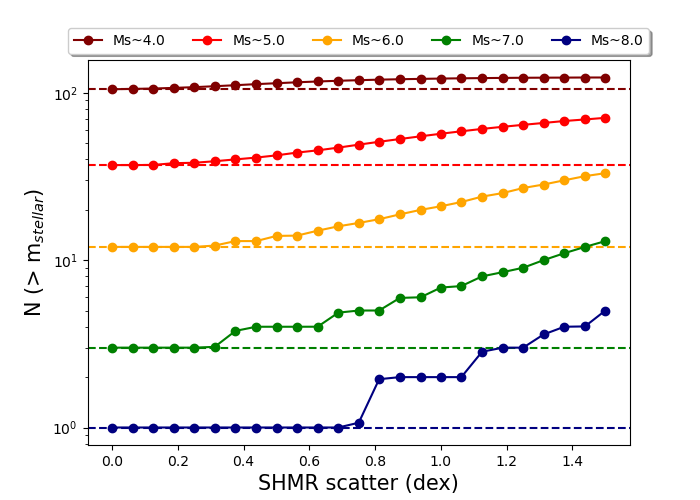 Ms~4.0 Ms~5.0 Ms~6.0 Ms~7.0 Ms~8.0
10²
10¹
10⁰
N (> m_stellar)
0.0 0.2 0.4 0.6 0.8 1.0 1.2 1.4
SHMR scatter (dex)